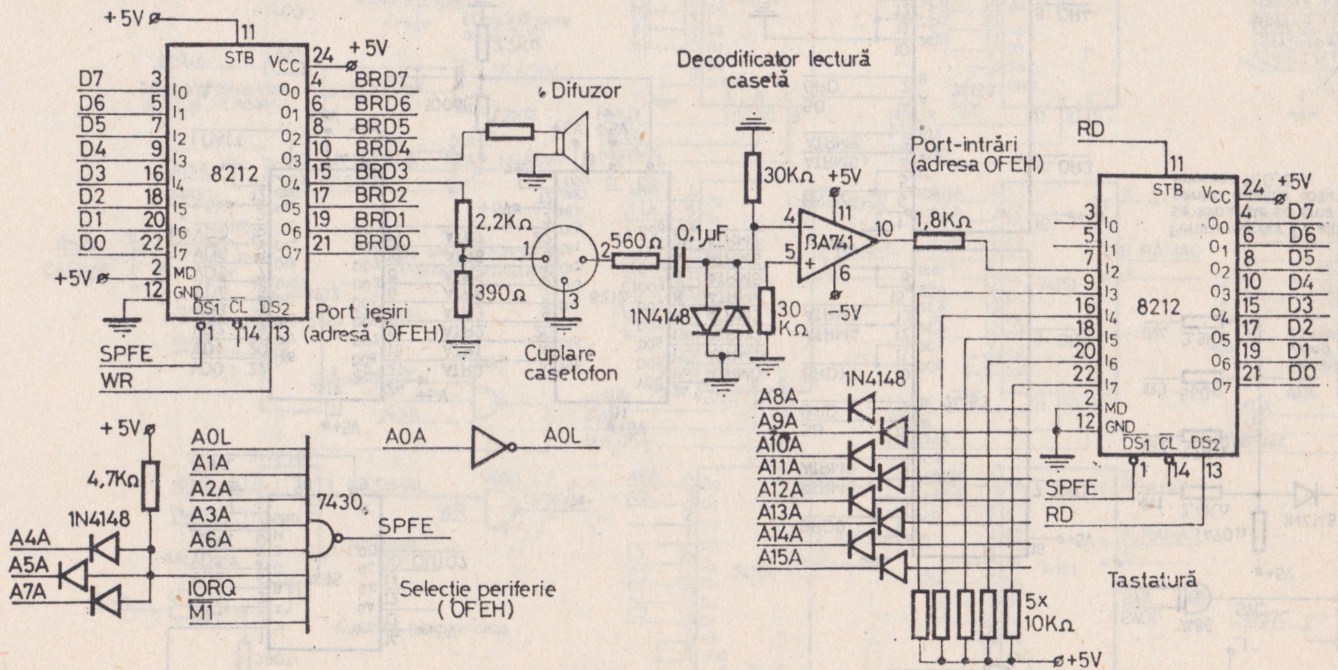 +5V
11
STB
VCC
24
+5V
D7 3 I0
D6 5 I1
D5 7 I2
D4 9 I3
D3 16 I4
D2 18 I5
D1 20 I6
D0 22 I7
+5V 2 MD
12 GND
8212
O0 4 BRD7
O1 6 BRD6
O2 8 BRD5
O3 10 BRD4
O4 15 BRD3
O5 17 BRD2
O6 19 BRD1
O7 21 BRD0
DS1 CL DS2
1 14 13
SPFE
WR
Port ieșiri
(adresă OFEH)
Difuzor
2,2KΩ
390Ω
1
2
3
Cuplare
casetofon
560Ω
0,1µF
1N4148
Decodificator lectură
casetă
30KΩ
30
KΩ
+5V
11
4
5
−
+
βA741
10
6
-5V
1,8KΩ
Port-intrări
(adresa OFEH)
RD
11
STB
VCC
24
+5V
3 I0
5 I1
7 I2
9 I3
16 I4
18 I5
20 I6
22 I7
2 MD
12 GND
8212
O0 4 D7
O1 6 D6
O2 8 D5
O3 10 D4
O4 15 D3
O5 17 D2
O6 19 D1
O7 21 D0
DS1 CL DS2
1 14 13
SPFE
RD
+5V
4,7KΩ
1N4148
A4A
A5A
A7A
A0L
A1A
A2A
A3A
A6A
IORQ
M1
7430
SPFE
A0A
A0L
Selecție periferie
(OFEH)
1N4148
A8A
A9A
A10A
A11A
A12A
A13A
A14A
A15A
Tastatură
5x
10KΩ
+5V